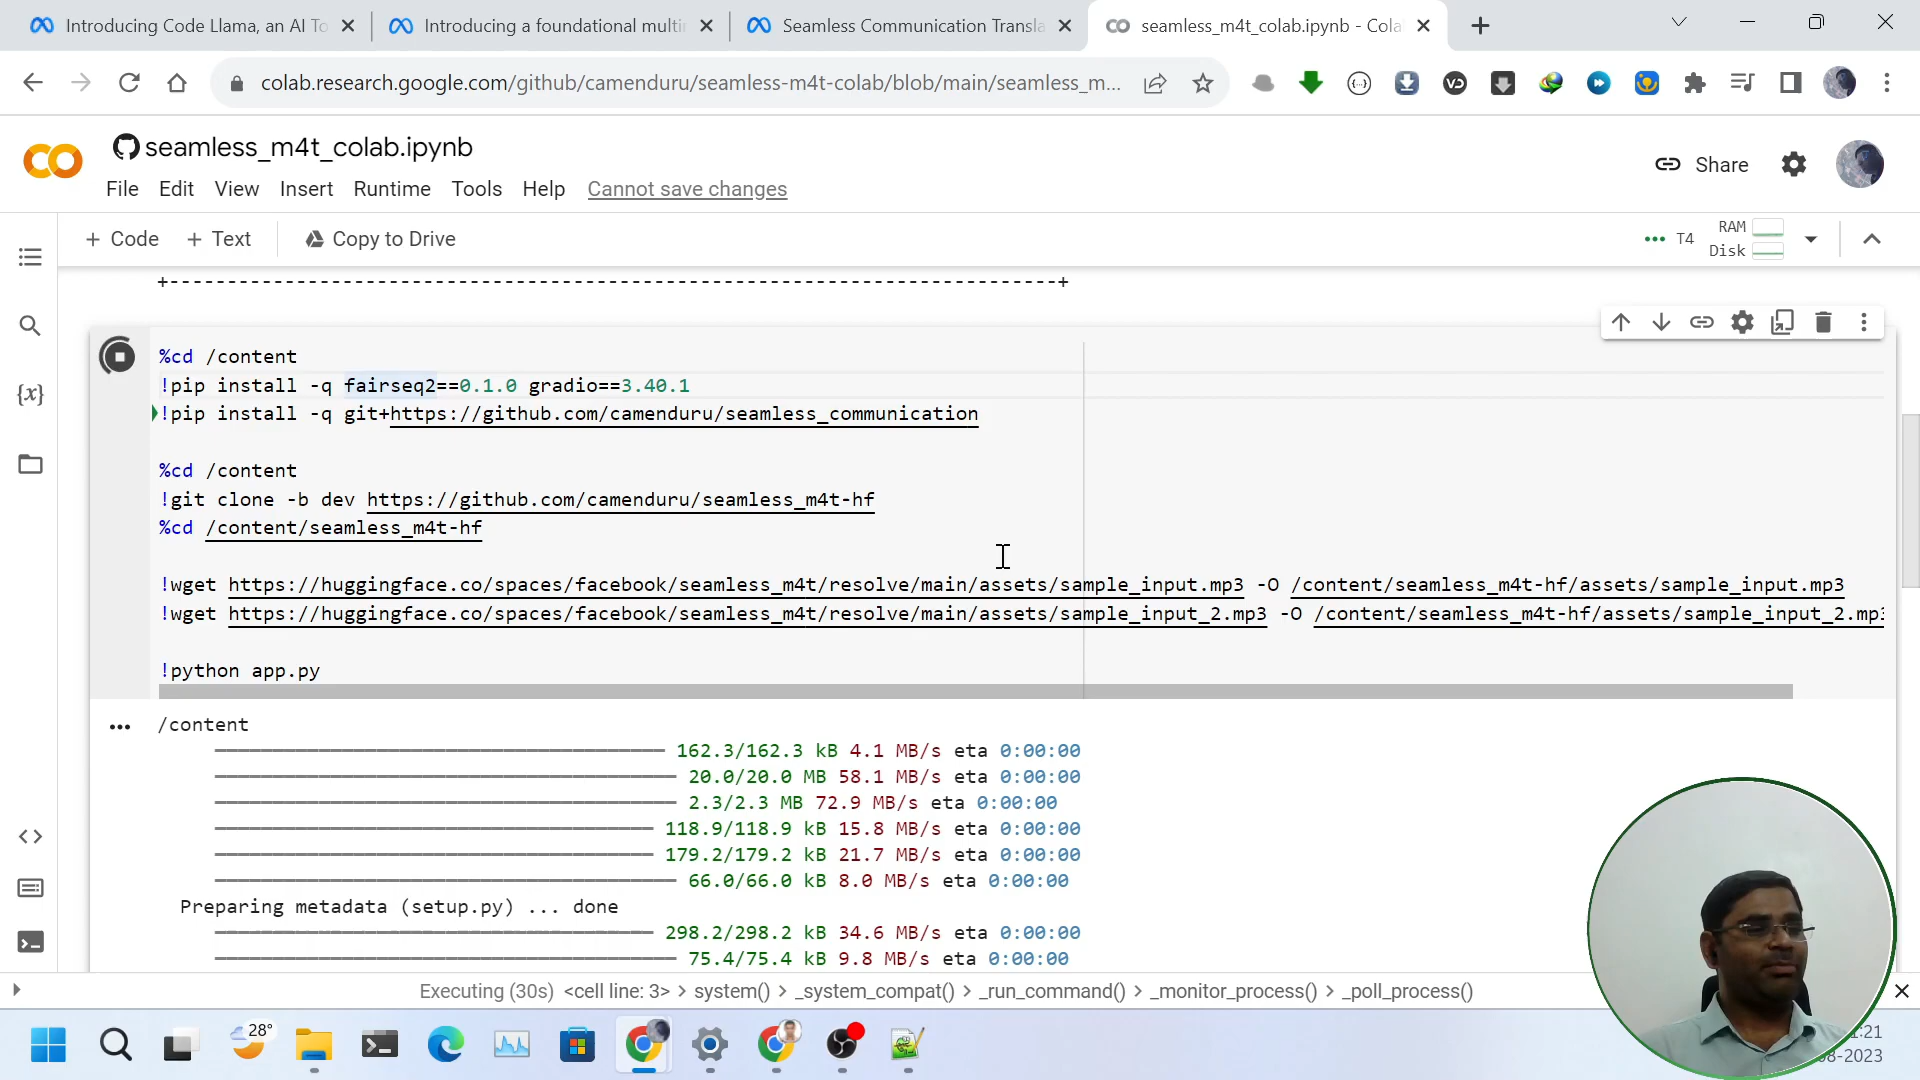 Introducing Code Llama, an AI To
Introducing a foundational multi
Seamless Communication Transla
seamless_m4t_colab.ipynb - Cola
colab.research.google.com/github/camenduru/seamless-m4t-colab/blob/main/seamless_m...
seamless_m4t_colab.ipynb
File Edit View Insert Runtime Tools Help Cannot save changes
Share
+ Code + Text Copy to Drive
T4 RAM
Disk
+-----------------------------------------------------------------------------+
%cd /content
!pip install -q fairseq2==0.1.0 gradio==3.40.1
!pip install -q git+https://github.com/camenduru/seamless_communication
%cd /content
!git clone -b dev https://github.com/camenduru/seamless_m4t-hf
%cd /content/seamless_m4t-hf
!wget https://huggingface.co/spaces/facebook/seamless_m4t/resolve/main/assets/sample_input.mp3 -O /content/seamless_m4t-hf/assets/sample_input.mp3
!wget https://huggingface.co/spaces/facebook/seamless_m4t/resolve/main/assets/sample_input_2.mp3 -O /content/seamless_m4t-hf/assets/sample_input_2.mp3
!python app.py
/content
162.3/162.3 kB 4.1 MB/s eta 0:00:00
20.0/20.0 MB 58.1 MB/s eta 0:00:00
2.3/2.3 MB 72.9 MB/s eta 0:00:00
118.9/118.9 kB 15.8 MB/s eta 0:00:00
179.2/179.2 kB 21.7 MB/s eta 0:00:00
66.0/66.0 kB 8.0 MB/s eta 0:00:00
Preparing metadata (setup.py) ... done
298.2/298.2 kB 34.6 MB/s eta 0:00:00
75.4/75.4 kB 9.8 MB/s eta 0:00:00
Executing (30s) <cell line: 3> > system() > _system_compat() > _run_command() > _monitor_process() > _poll_process()
28°
:21
-2023